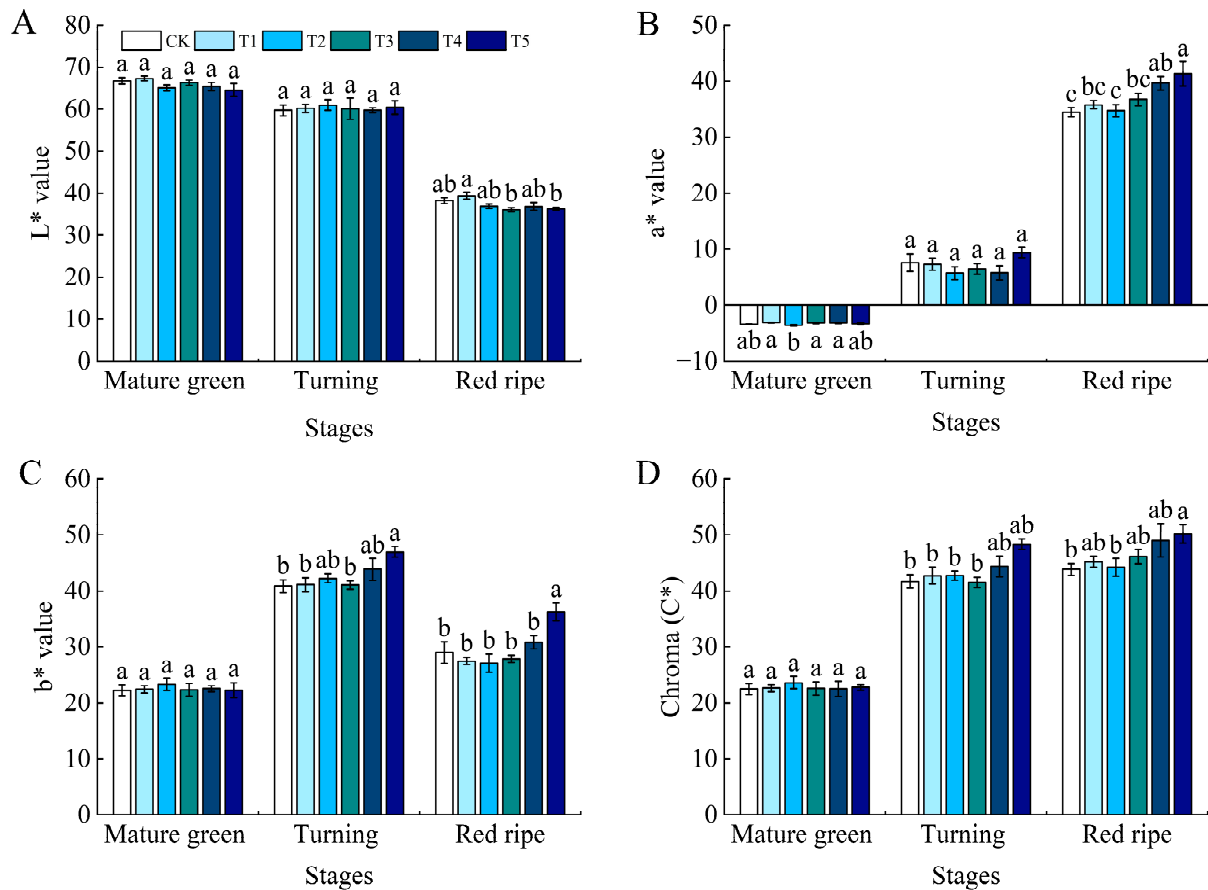 A
80
70
60
50
40
30
20
10
0
L* value
CK T1 T2 T3 T4 T5
a a a a a a
a a a a a a
ab a ab b ab b
Mature green Turning Red ripe
Stages
B
50
40
30
20
10
0
−10
a* value
ab a b a a ab
a a a a a a
c bc c bc ab a
Mature green Turning Red ripe
Stages
C
60
50
40
30
20
10
0
b* value
a a a a a a
b b ab b ab a
b b b b b a
Mature green Turning Red ripe
Stages
D
60
50
40
30
20
10
0
Chroma (C*)
a a a a a a
b b b b ab ab
b ab b ab ab a
Mature green Turning Red ripe
Stages